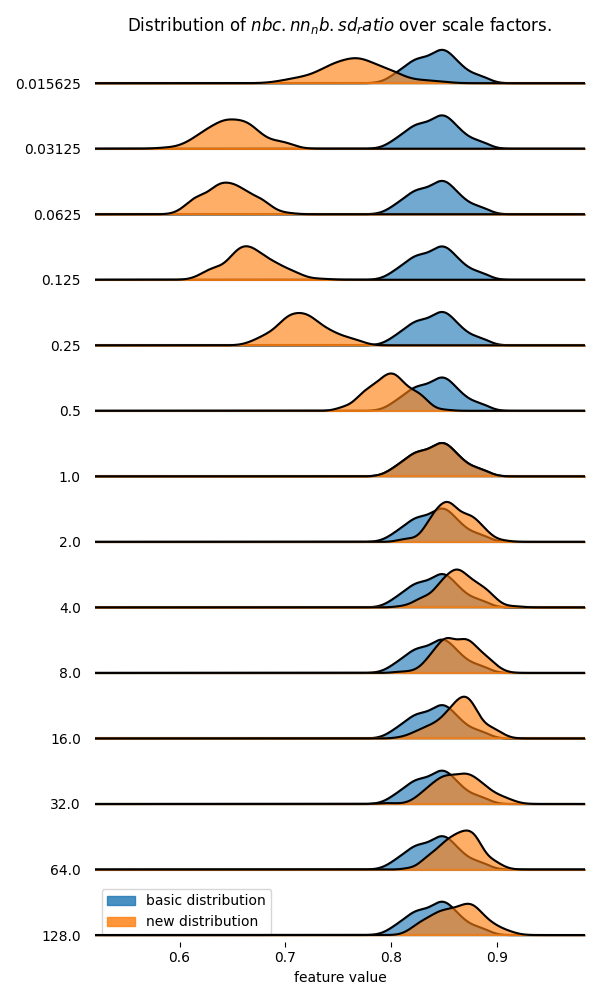 Distribution of nbc.nn_nb.sd_ratio over scale factors.
0.015625
0.03125
0.0625
0.125
0.25
0.5
1.0
2.0
4.0
8.0
16.0
32.0
64.0
128.0
basic distribution
new distribution
0.6 0.7 0.8 0.9
feature value